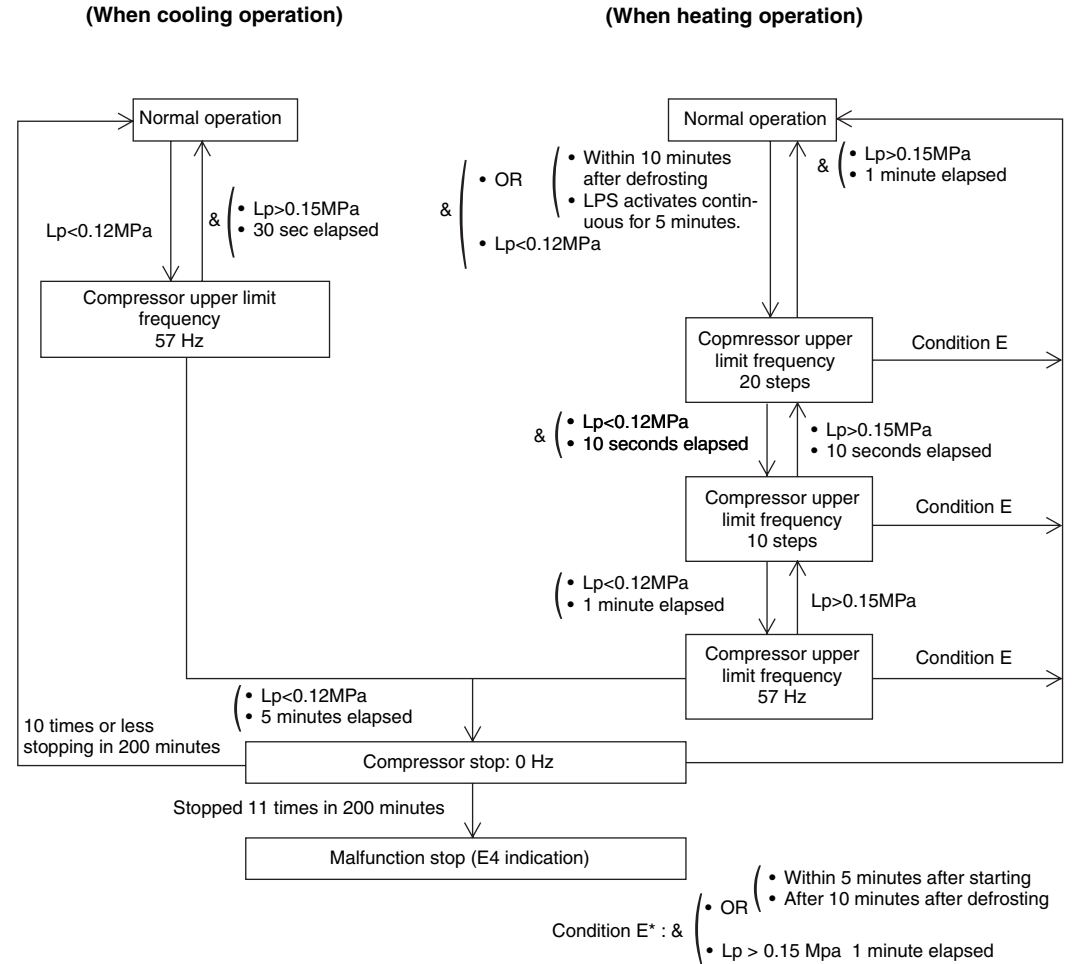 (When cooling operation)
(When heating operation)
Normal operation
Lp<0.12MPa
&
• Lp>0.15MPa
• 30 sec elapsed
Compressor upper limit
frequency
57 Hz
Normal operation
&
• OR
• Within 10 minutes
after defrosting
• LPS activates contin-
uous for 5 minutes.
• Lp<0.12MPa
&
• Lp>0.15MPa
• 1 minute elapsed
Copmressor upper
limit frequency
20 steps
Condition E
&
• Lp<0.12MPa
• 10 seconds elapsed
• Lp>0.15MPa
• 10 seconds elapsed
Compressor upper
limit frequency
10 steps
Condition E
• Lp<0.12MPa
• 1 minute elapsed
Lp>0.15MPa
Compressor upper
limit frequency
57 Hz
Condition E
• Lp<0.12MPa
• 5 minutes elapsed
10 times or less
stopping in 200 minutes
Compressor stop: 0 Hz
Stopped 11 times in 200 minutes
Malfunction stop (E4 indication)
Condition E* : &
• OR
• Within 5 minutes after starting
• After 10 minutes after defrosting
• Lp > 0.15 Mpa 1 minute elapsed